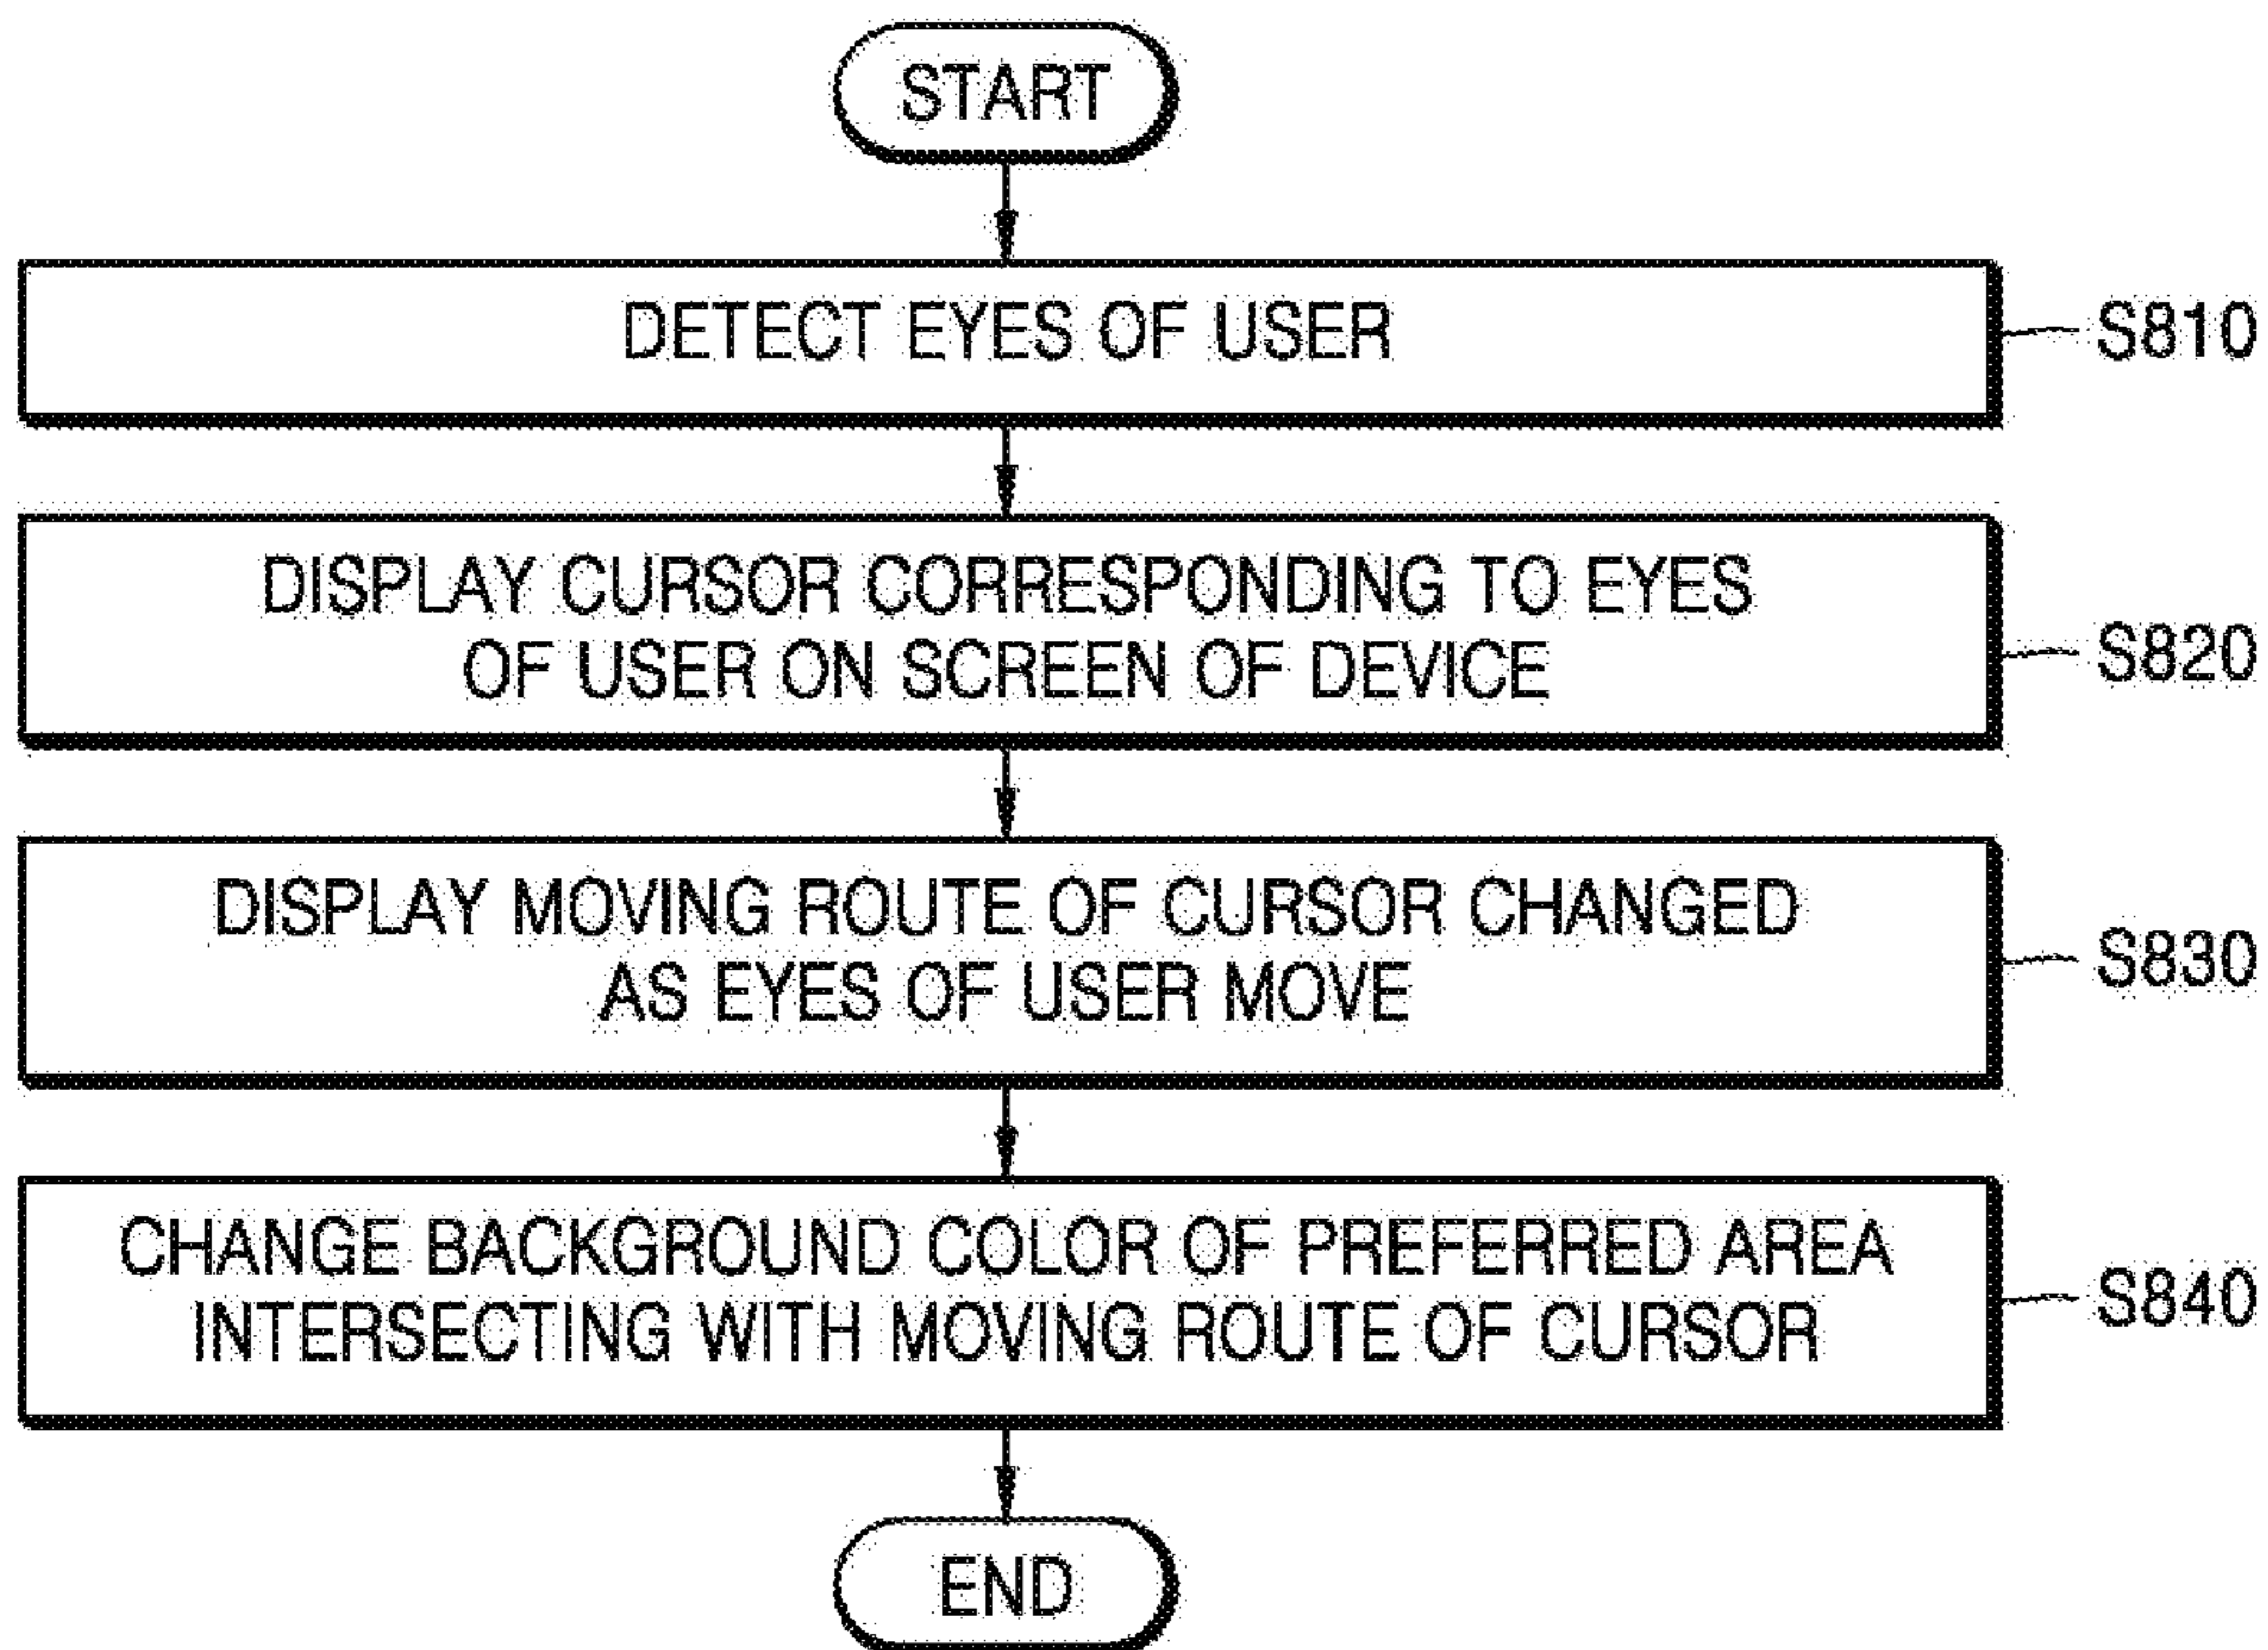 START
DETECT EYES OF USER
S810
DISPLAY CURSOR CORRESPONDING TO EYES
OF USER ON SCREEN OF DEVICE
S820
DISPLAY MOVING ROUTE OF CURSOR CHANGED
AS EYES OF USER MOVE
S830
CHANGE BACKGROUND COLOR OF PREFERRED AREA
INTERSECTING WITH MOVING ROUTE OF CURSOR
S840
END